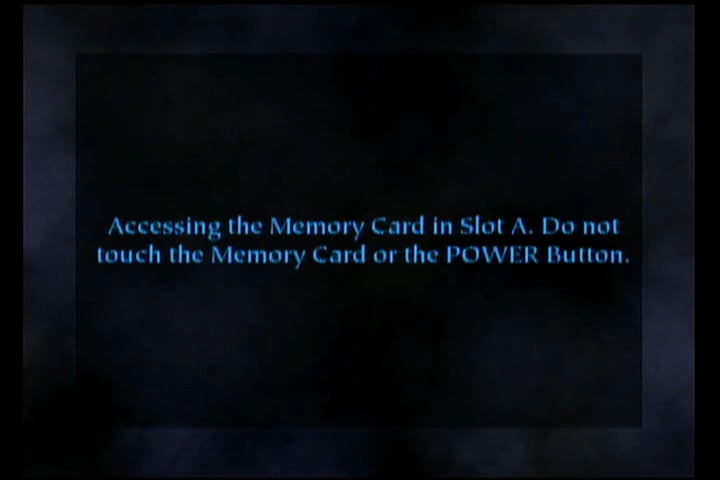 Accessing the Memory Card in Slot A. Do not
touch the Memory Card or the POWER Button.